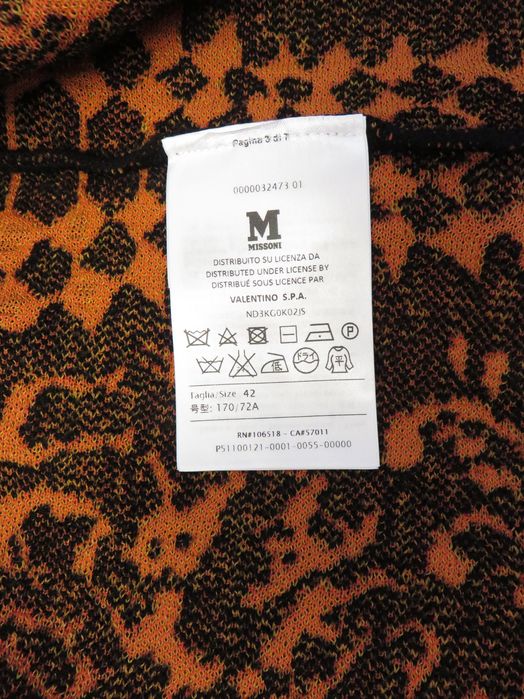 Pagina 3 di 7
0000032473 01
M
MISSONI
DISTRIBUITO SU LICENZA DA
DISTRIBUTED UNDER LICENSE BY
DISTRIBUÉ SOUS LICENCE PAR
VALENTINO S.P.A.
ND3KG0K02JS
P
低 ドライ 平
Taglia/Size 42
号型: 170/72A
RN#106518 - CA#57011
P51100121-0001-0055-00000